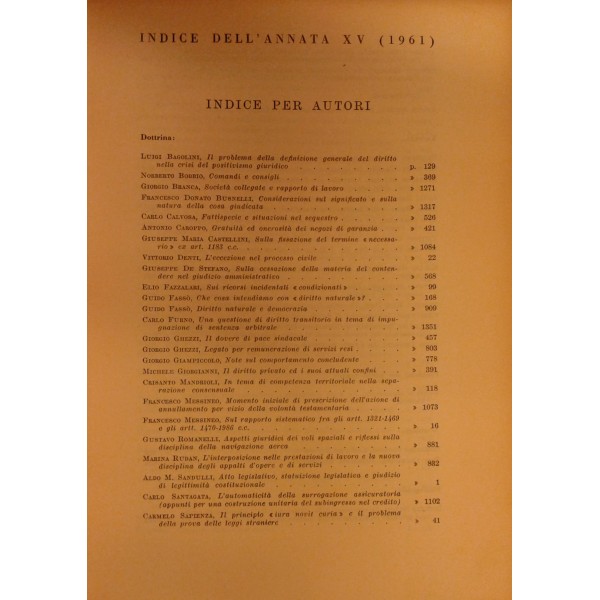 INDICE DELL'ANNATA XV (1961)
INDICE PER AUTORI
Dottrina:
LUIGI BAGOLINI, Il problema della definizione generale del diritto
nella crisi del positivismo giuridico . . . . . . . . p. 129
NORBERTO BOBBIO, Comandi e consigli . . . . . . . . » 369
GIORGIO BRANCA, Società collegate e rapporto di lavoro . . . . » 1271
FRANCESCO DONATO BUSNELLI, Considerazioni sul significato e sulla
natura della cosa giudicata . . . . . . . . » 1317
CARLO CALVOSA, Fattispecie e situazioni nel sequestro . . . . » 526
ANTONIO CAROPPO, Gratuità ed onerosità dei negozi di garanzia . . » 421
GIUSEPPE MARIA CASTELLINI, Sulla fissazione del termine «necessa-
rio» ex art. 1183 c.c. . . . . . . . . » 1084
VITTORIO DENTI, L'eccezione nel processo civile . . . . . » 22
GIUSEPPE DE STEFANO, Sulla cessazione della materia del conten-
dere nel giudizio amministrativo . . . . . . . » 568
ELIO FAZZALARI, Sui ricorsi incidentali «condizionati» . . . . » 99
GUIDO FASSÒ, Che cosa intendiamo con «diritto naturale»? . . . » 168
GUIDO FASSÒ, Diritto naturale e democrazia . . . . . . » 909
CARLO FURNO, Una questione di diritto transitorio in tema di impu-
gnazione di sentenza arbitrale . . . . . . . » 1351
GIORGIO GHEZZI, Il dovere di pace sindacale . . . . . . » 457
GIORGIO GHEZZI, Legato per remunerazione di servizi resi . . . . » 803
GIORGIO GIAMPICCOLO, Note sul comportamento concludente . . . » 778
MICHELE GIORGIANNI, Il diritto privato ed i suoi attuali confini . . » 391
CRISANTO MANDRIOLI, In tema di competenza territoriale nella sepa-
razione consensuale . . . . . . . . » 118
FRANCESCO MESSINEO, Momento iniziale di prescrizione dell'azione di
annullamento per vizio della volontà testamentaria . . . . » 1073
FRANCESCO MESSINEO, Sul rapporto sistematico fra gli artt. 1321-1469
e gli artt. 1470-1986 c.c. . . . . . . . » 16
GUSTAVO ROMANELLI, Aspetti giuridici dei voli spaziali e riflessi sulla
disciplina della navigazione aerea . . . . . . . » 881
MARINA RUDAN, L'interposizione nelle prestazioni di lavoro e la nuova
disciplina degli appalti d'opere e di servizi . . . . . » 832
ALDO M. SANDULLI, Atto legislativo, statuizione legislativa e giudizio
di legittimità costituzionale . . . . . . . . » 1
CARLO SANTAGATA, L'automaticità della surrogazione assicuratoria
(appunti per una costruzione unitaria del subingresso nel credito) » 1102
CARMELO SAPIENZA, Il principio «iura novit curia» e il problema
della prova delle leggi straniere . . . . . . . » 41